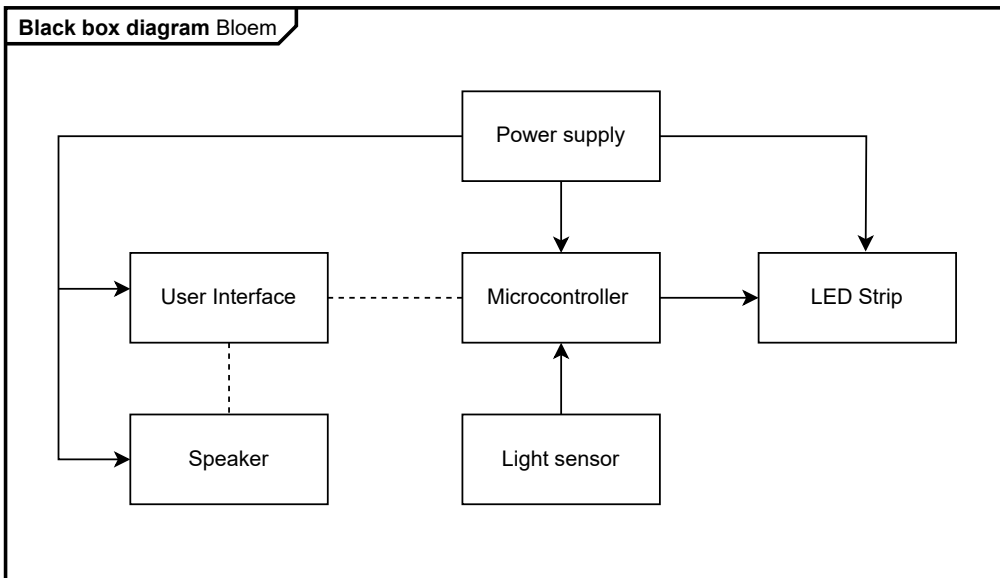 Black box diagram Bloem
Power supply
User Interface
Microcontroller
LED Strip
Speaker
Light sensor